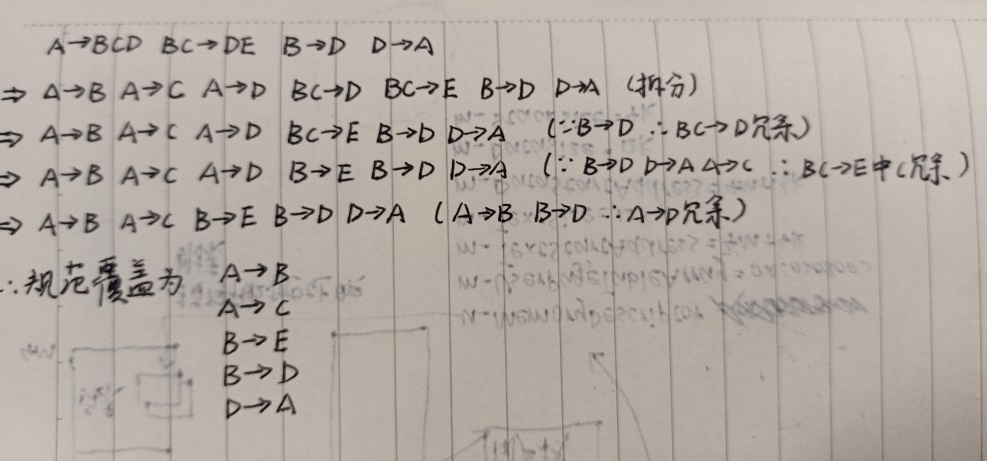 A→BCD BC→DE B→D D→A
⇒ A→B A→C A→D BC→D BC→E B→D D→A (拆分)
⇒ A→B A→C A→D BC→E B→D D→A (∵B→D ∴BC→D冗余)
⇒ A→B A→C A→D B→E B→D D→A (∵B→D D→A A→C ∴BC→E中C冗余)
⇒ A→B A→C B→E B→D D→A (A→B B→D ∴A→D冗余)
∴规范覆盖为 A→B
A→C
B→E
B→D
D→A